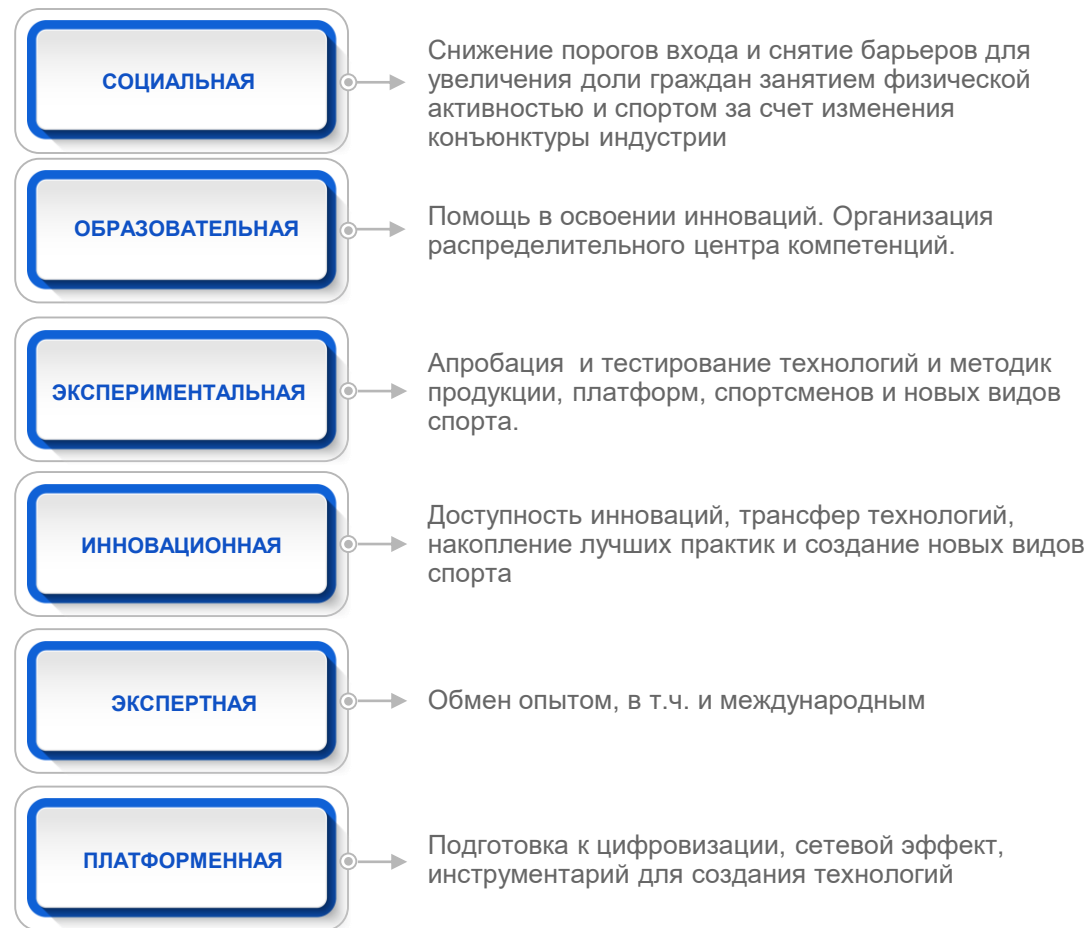 СОЦИАЛЬНАЯ
Снижение порогов входа и снятие барьеров для
увеличения доли граждан занятием физической
активностью и спортом за счет изменения
конъюнктуры индустрии
ОБРАЗОВАТЕЛЬНАЯ
Помощь в освоении инноваций. Организация
распределительного центра компетенций.
ЭКСПЕРИМЕНТАЛЬНАЯ
Апробация  и тестирование технологий и методик
продукции, платформ, спортсменов и новых видов
спорта.
ИННОВАЦИОННАЯ
Доступность инноваций, трансфер технологий,
накопление лучших практик и создание новых видов
спорта
ЭКСПЕРТНАЯ
Обмен опытом, в т.ч. и международным
ПЛАТФОРМЕННАЯ
Подготовка к цифровизации, сетевой эффект,
инструментарий для создания технологий